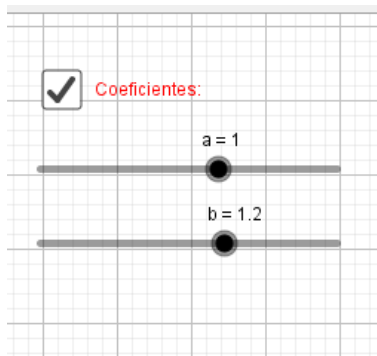 Coeficientes:
a = 1
b = 1.2